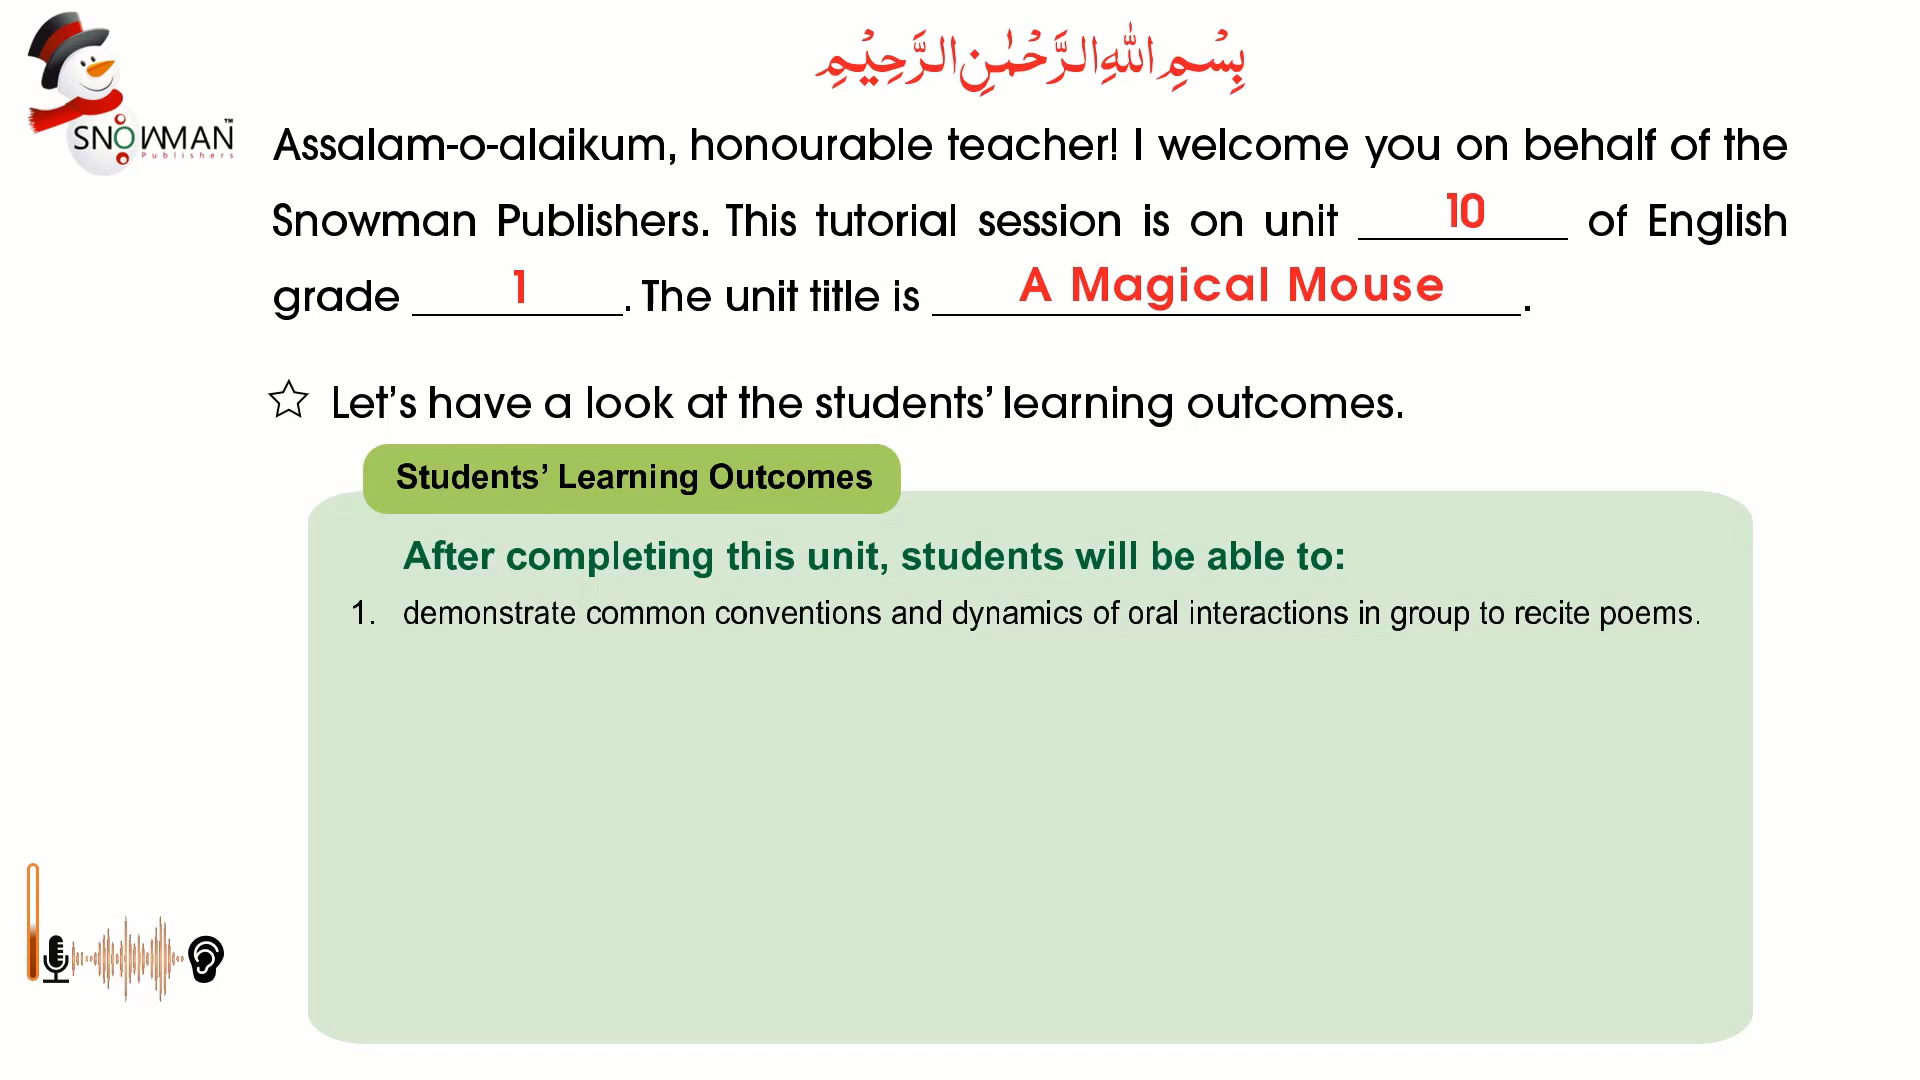 بِسْمِ اللهِ الرَّحْمٰنِ الرَّحِيْمِ
SNOWMAN™
Publishers
Assalam-o-alaikum, honourable teacher! I welcome you on behalf of the
Snowman Publishers. This tutorial session is on unit 10 of English
grade 1. The unit title is A Magical Mouse.
☆ Let’s have a look at the students’ learning outcomes.
Students’ Learning Outcomes
After completing this unit, students will be able to:
1. demonstrate common conventions and dynamics of oral interactions in group to recite poems.